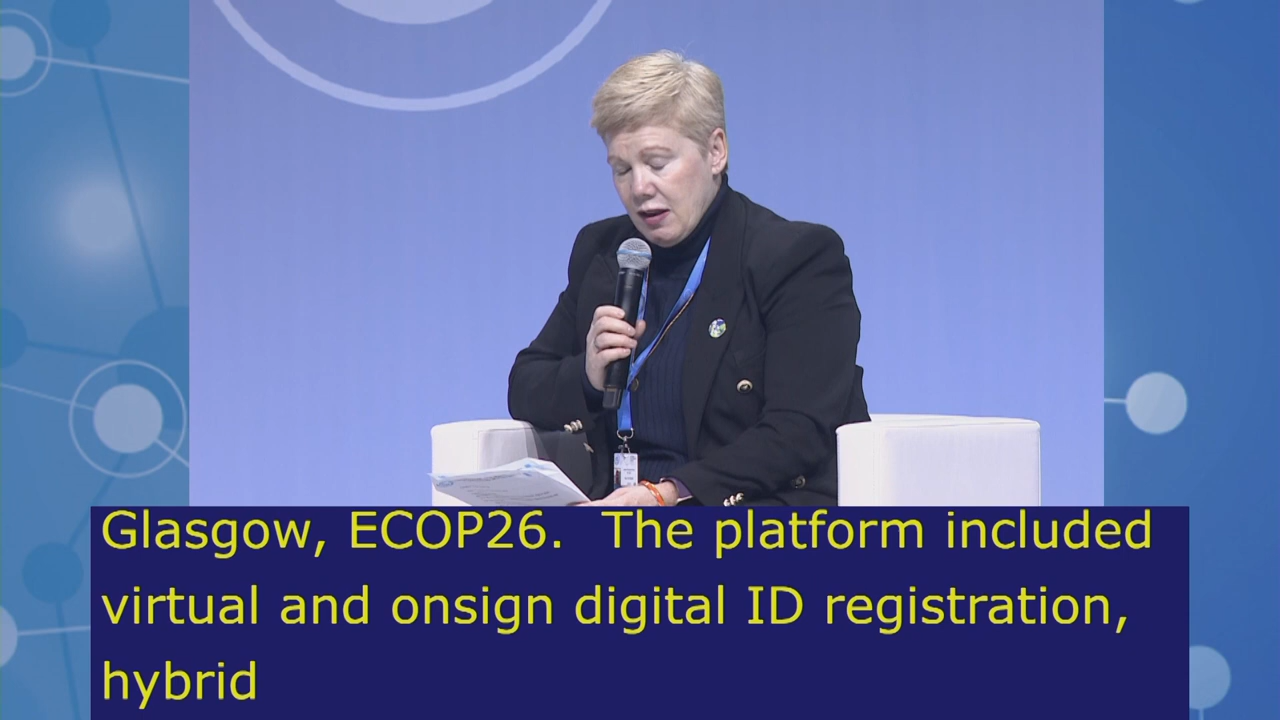 Glasgow, ECOP26.  The platform included
virtual and onsign digital ID registration,
hybrid